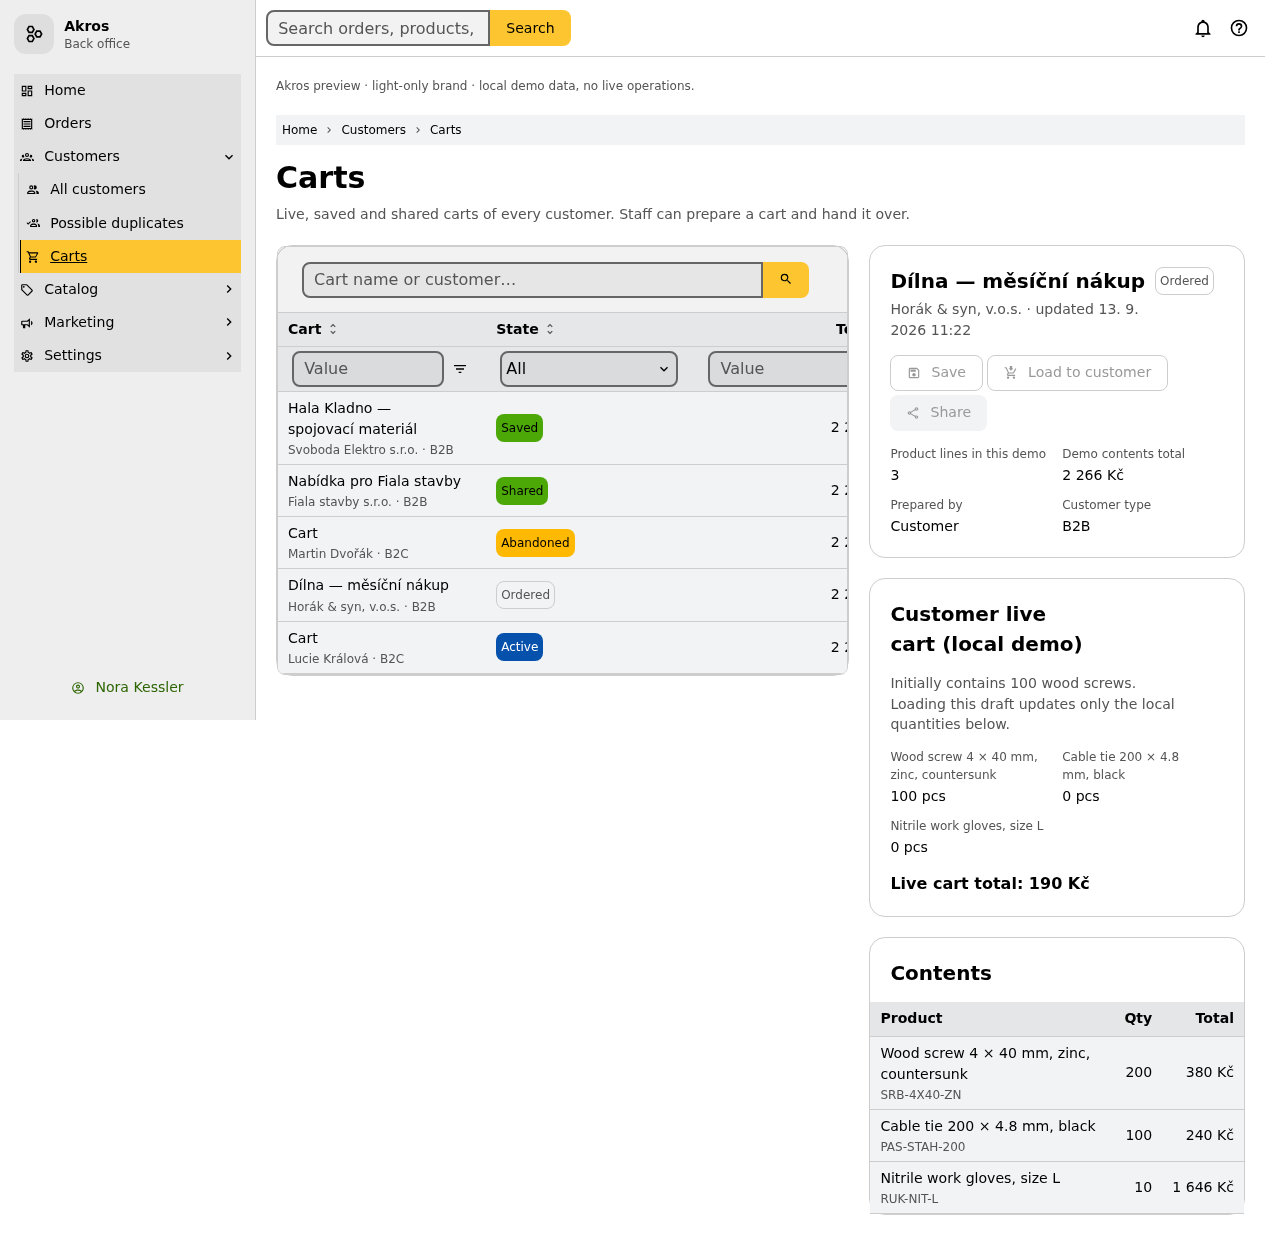 Akros
Back office
Search orders, products,
Search
Home
Orders
Customers
All customers
Possible duplicates
Carts
Catalog
Marketing
Settings
Nora Kessler
Akros preview · light-only brand · local demo data, no live operations.
Home › Customers › Carts
Carts
Live, saved and shared carts of every customer. Staff can prepare a cart and hand it over.
Cart name or customer…
Cart State
Value All Value
Hala Kladno —
spojovací materiál
Svoboda Elektro s.r.o. · B2B
Saved
Nabídka pro Fiala stavby
Fiala stavby s.r.o. · B2B
Shared
Cart
Martin Dvořák · B2C
Abandoned
Dílna — měsíční nákup
Horák & syn, v.o.s. · B2B
Ordered
Cart
Lucie Králová · B2C
Active
Dílna — měsíční nákup Ordered
Horák & syn, v.o.s. · updated 13. 9.
2026 11:22
Save Load to customer
Share
Product lines in this demo Demo contents total
3 2 266 Kč
Prepared by Customer type
Customer B2B
Customer live
cart (local demo)
Initially contains 100 wood screws.
Loading this draft updates only the local
quantities below.
Wood screw 4 × 40 mm, Cable tie 200 × 4.8
zinc, countersunk mm, black
100 pcs 0 pcs
Nitrile work gloves, size L
0 pcs
Live cart total: 190 Kč
Contents
Product Qty Total
Wood screw 4 × 40 mm, zinc,
countersunk
SRB-4X40-ZN
200 380 Kč
Cable tie 200 × 4.8 mm, black
PAS-STAH-200
100 240 Kč
Nitrile work gloves, size L
RUK-NIT-L
10 1 646 Kč